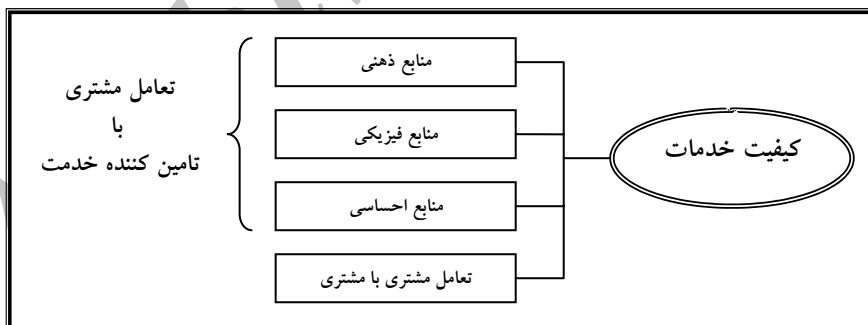 کیفیت خدمات
منابع ذهنی
منابع فیزیکی
منابع احساسی
تعامل مشتری با مشتری
تعامل مشتری
با
تامین کننده خدمت